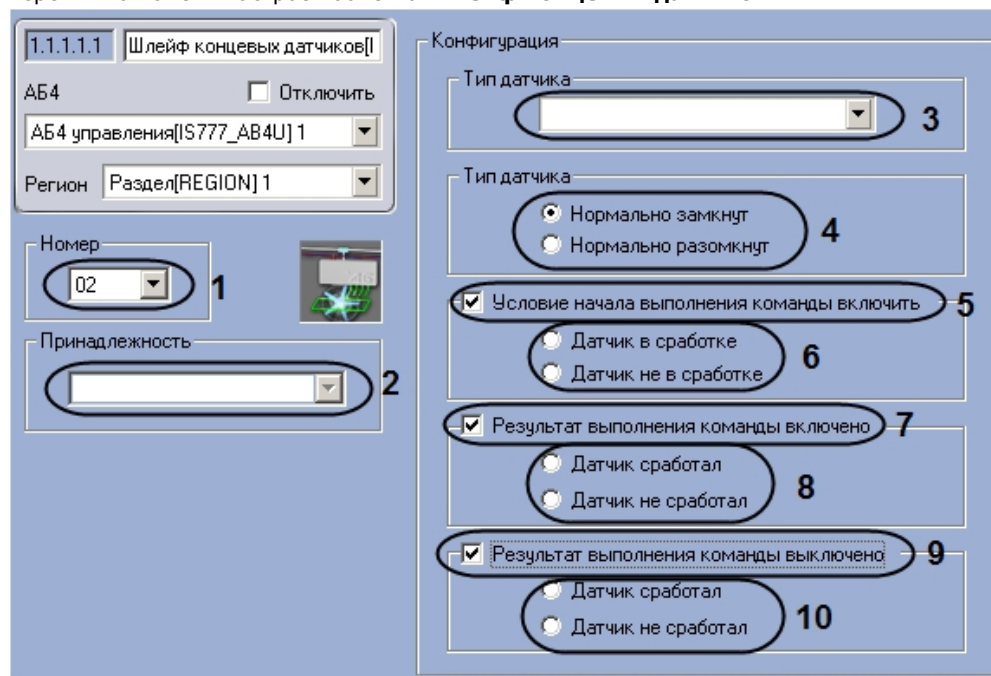 1.1.1.1.1 Шлейф концевых датчиков[I
АБ4 Отключить
АБ4 управления[IS777_AB4U] 1
Регион Раздел[REGION] 1
Номер
02 1
Принадлежность
2
Конфигурация
Тип датчика
3
Тип датчика
Нормально замкнут
Нормально разомкнут
4
Условие начала выполнения команды включить 5
Датчик в сработке
Датчик не в сработке
6
Результат выполнения команды включено 7
Датчик сработал
Датчик не сработал
8
Результат выполнения команды выключено 9
Датчик сработал
Датчик не сработал
10